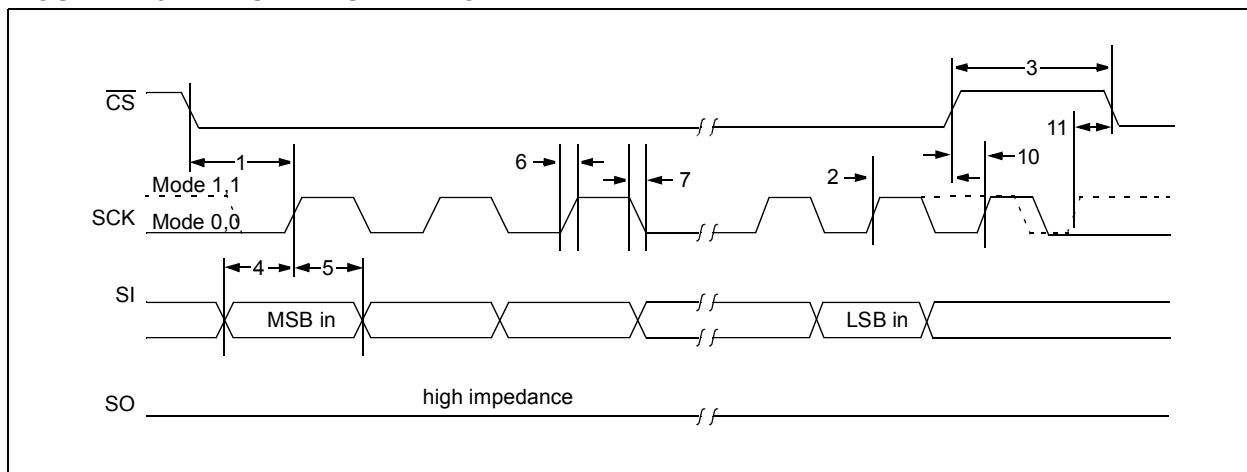 3
CS
11
1
6
7
2
10
Mode 1,1
SCK
Mode 0,0
4
5
SI
MSB in
LSB in
SO
high impedance